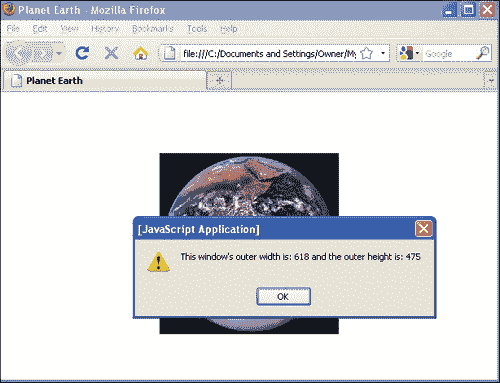 Planet Earth - Mozilla Firefox
File Edit View History Bookmarks Tools Help
file:///C:/Documents and Settings/Owner/My
Google
Planet Earth
[JavaScript Application]
This window's outer width is: 618 and the outer height is: 475
OK